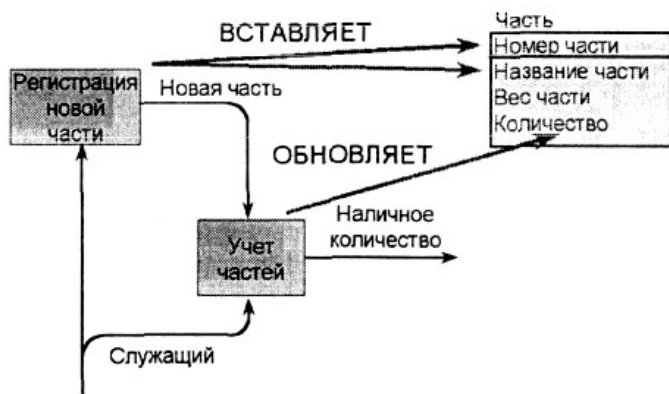 ВСТАВЛЯЕТ
Часть
Номер части
Название части
Вес части
Количество
Регистрация
новой
части
Новая часть
ОБНОВЛЯЕТ
Учет
частей
Наличное
количество
Служащий